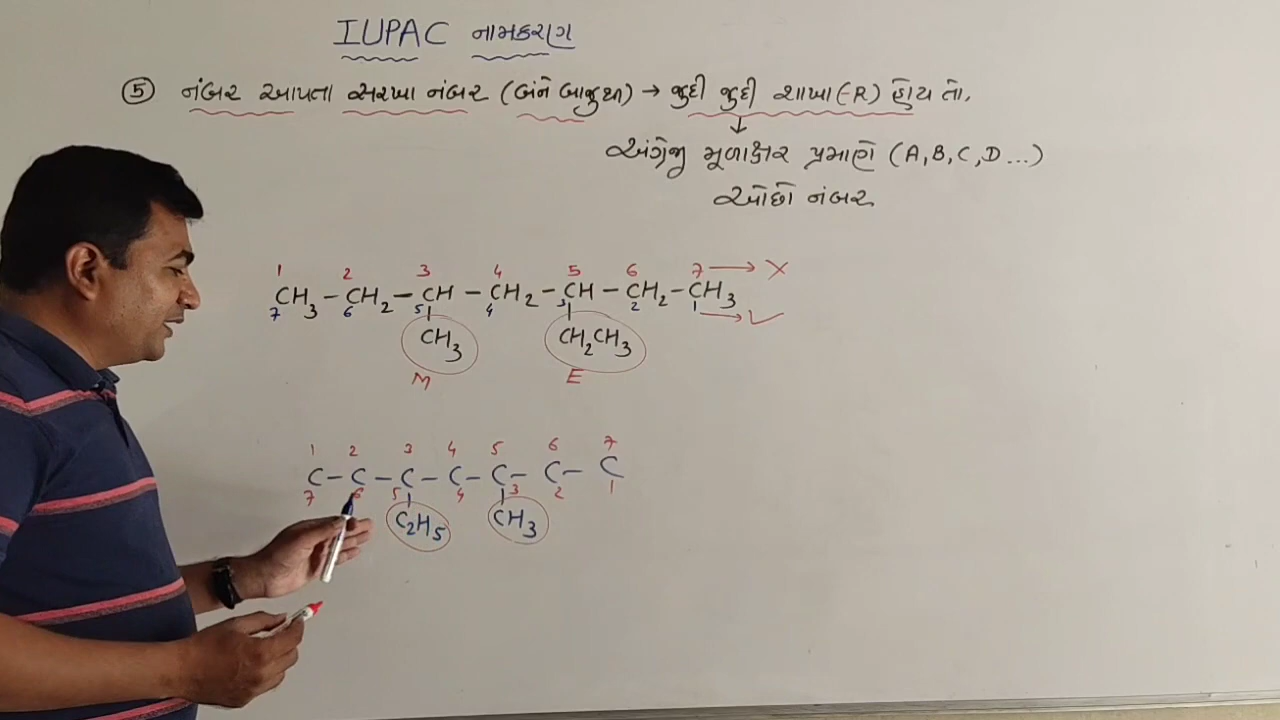 IUPAC નામકરણ
⑤ નંબર આપતા સરખા નંબર (બંને બાજુથી) → જુદી જુદી શાખા (-R) હોય તો.
↓
અંગ્રેજી મૂળાક્ષર પ્રમાણે (A, B, C, D ...)
ઓછો નંબર
1 2 3 4 5 6 7 → X
CH₃ – CH₂ – CH – CH₂ – CH – CH₂ – CH₃
7 6 5 4 3 2 1 → ✓
CH₃ CH₂CH₃
M E
1 2 3 4 5 6 7
C – C – C – C – C – C – C
7 6 5 4 3 2 1
C₂H₅ CH₃